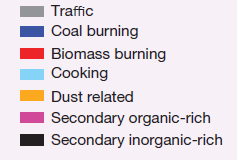 Traffic
Coal burning
Biomass burning
Cooking
Dust related
Secondary organic-rich
Secondary inorganic-rich